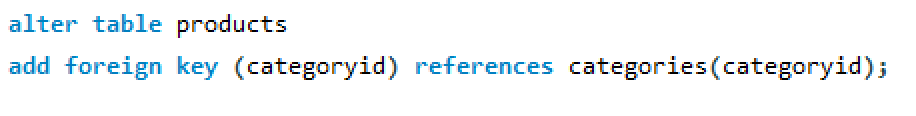 alter table products
add foreign key (categoryid) references categories(categoryid);